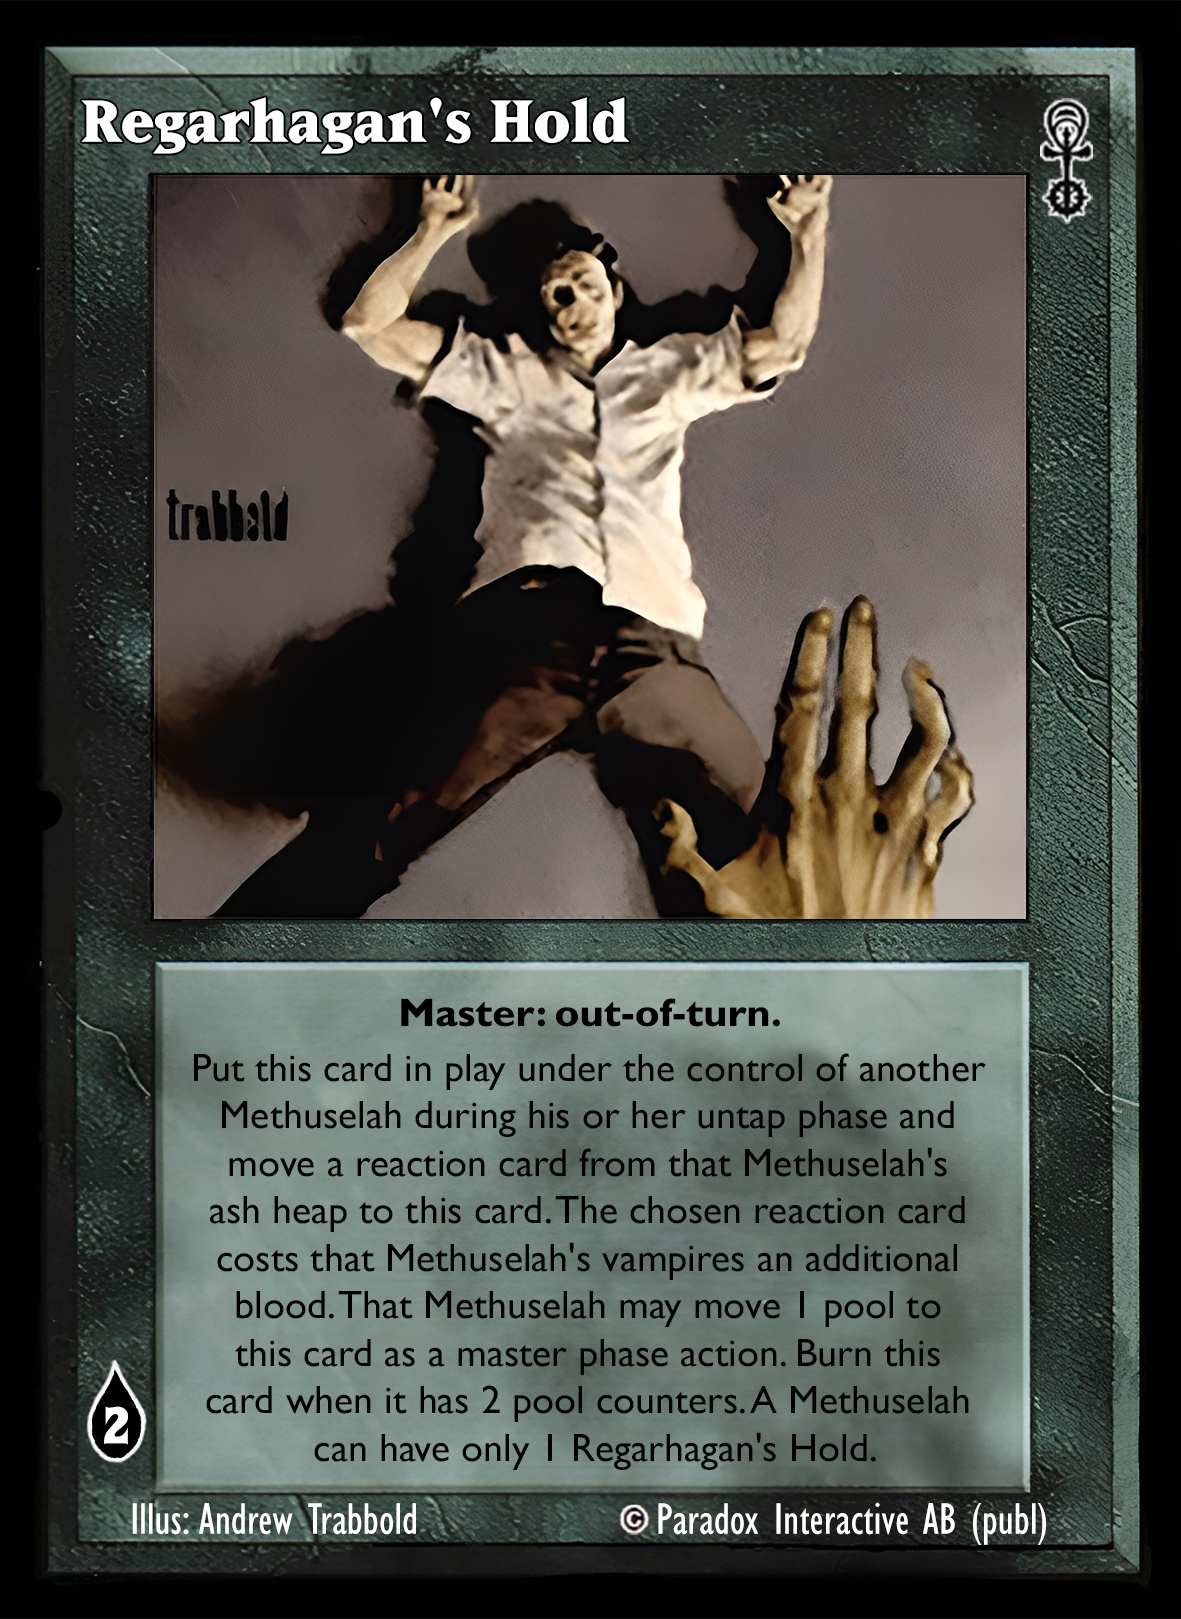 Regarhagan's Hold
trabbold
Master: out-of-turn.
Put this card in play under the control of another
Methuselah during his or her untap phase and
move a reaction card from that Methuselah's
ash heap to this card. The chosen reaction card
costs that Methuselah's vampires an additional
blood. That Methuselah may move 1 pool to
this card as a master phase action. Burn this
card when it has 2 pool counters. A Methuselah
can have only 1 Regarhagan's Hold.
2
Illus: Andrew Trabbold
© Paradox Interactive AB (publ)